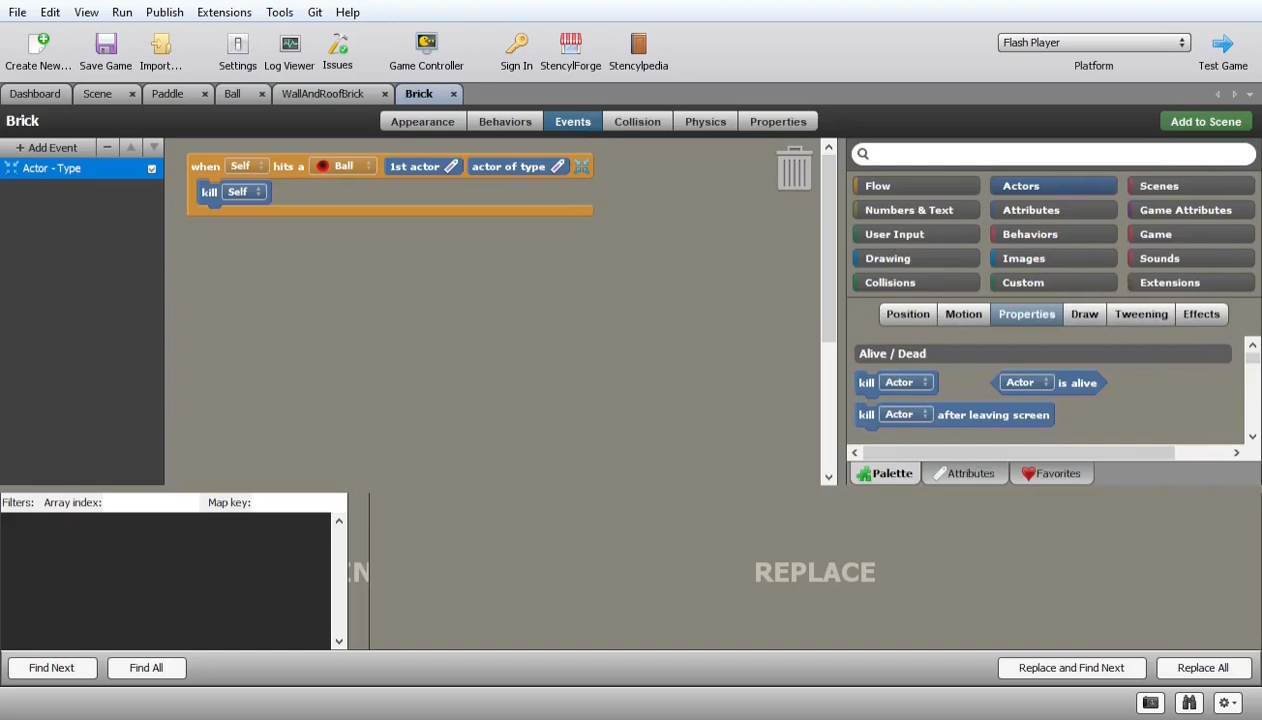 File Edit View Run Publish Extensions Tools Git Help
Create New... Save Game Import... Settings Log Viewer Issues Game Controller Sign In StencylForge Stencylpedia
Flash Player
Platform Test Game
Dashboard Scene × Paddle × Ball × WallAndRoofBrick × Brick ×
Brick Appearance Behaviors Events Collision Physics Properties Add to Scene
+ Add Event
Actor - Type
when Self hits a Ball 1st actor actor of type
kill Self
Flow Actors Scenes
Numbers & Text Attributes Game Attributes
User Input Behaviors Game
Drawing Images Sounds
Collisions Custom Extensions
Position Motion Properties Draw Tweening Effects
Alive / Dead
kill Actor Actor is alive
kill Actor after leaving screen
Palette Attributes Favorites
Filters: Array index: Map key:
IN REPLACE
Find Next Find All Replace and Find Next Replace All